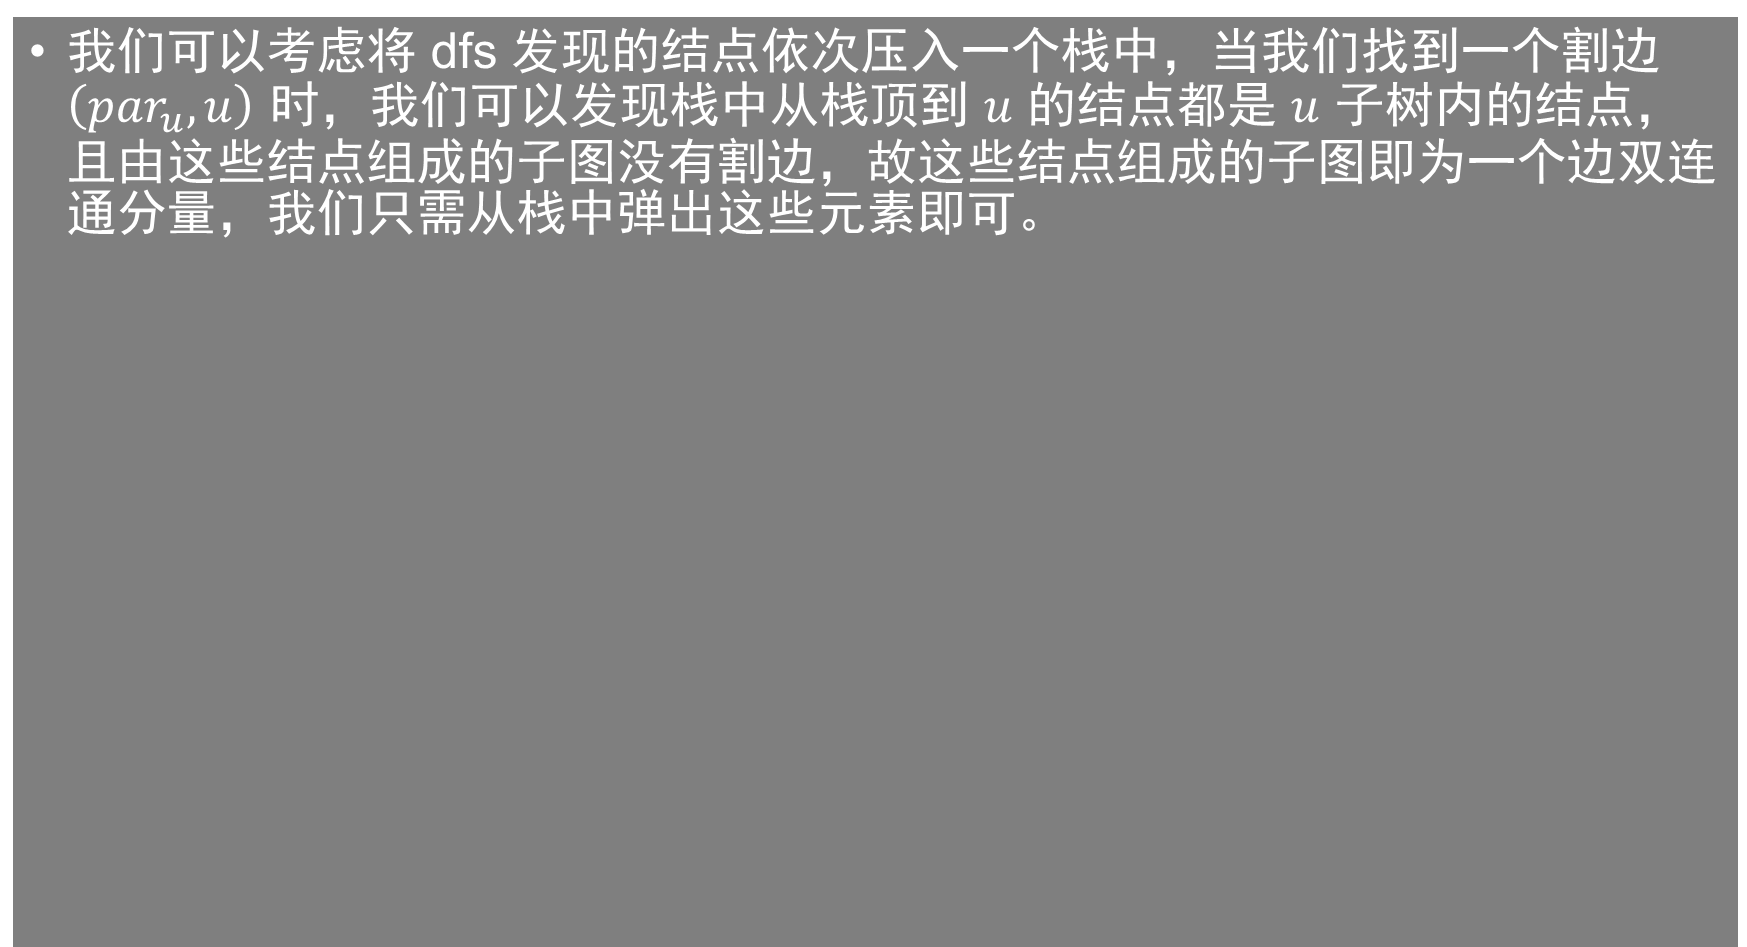 • 我们可以考虑将 dfs 发现的结点依次压入一个栈中，当我们找到一个割边
(par_u, u) 时，我们可以发现栈中从栈顶到 u 的结点都是 u 子树内的结点，
且由这些结点组成的子图没有割边，故这些结点组成的子图即为一个边双连
通分量，我们只需从栈中弹出这些元素即可。